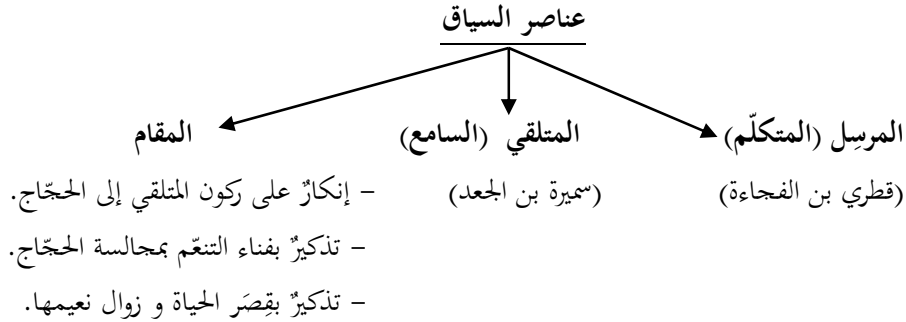 عناصر السياق
المرسِل (المتكلّم) المتلقي (السامع) المقام
(قطري بن الفجاءة) (سميرة بن الجعد) – إنكارٌ على ركون المتلقي إلى الحجّاج.
– تذكيرٌ بفناء التنعّم بمجالسة الحجّاج.
– تذكيرٌ بقِصَر الحياة و زوال نعيمها.